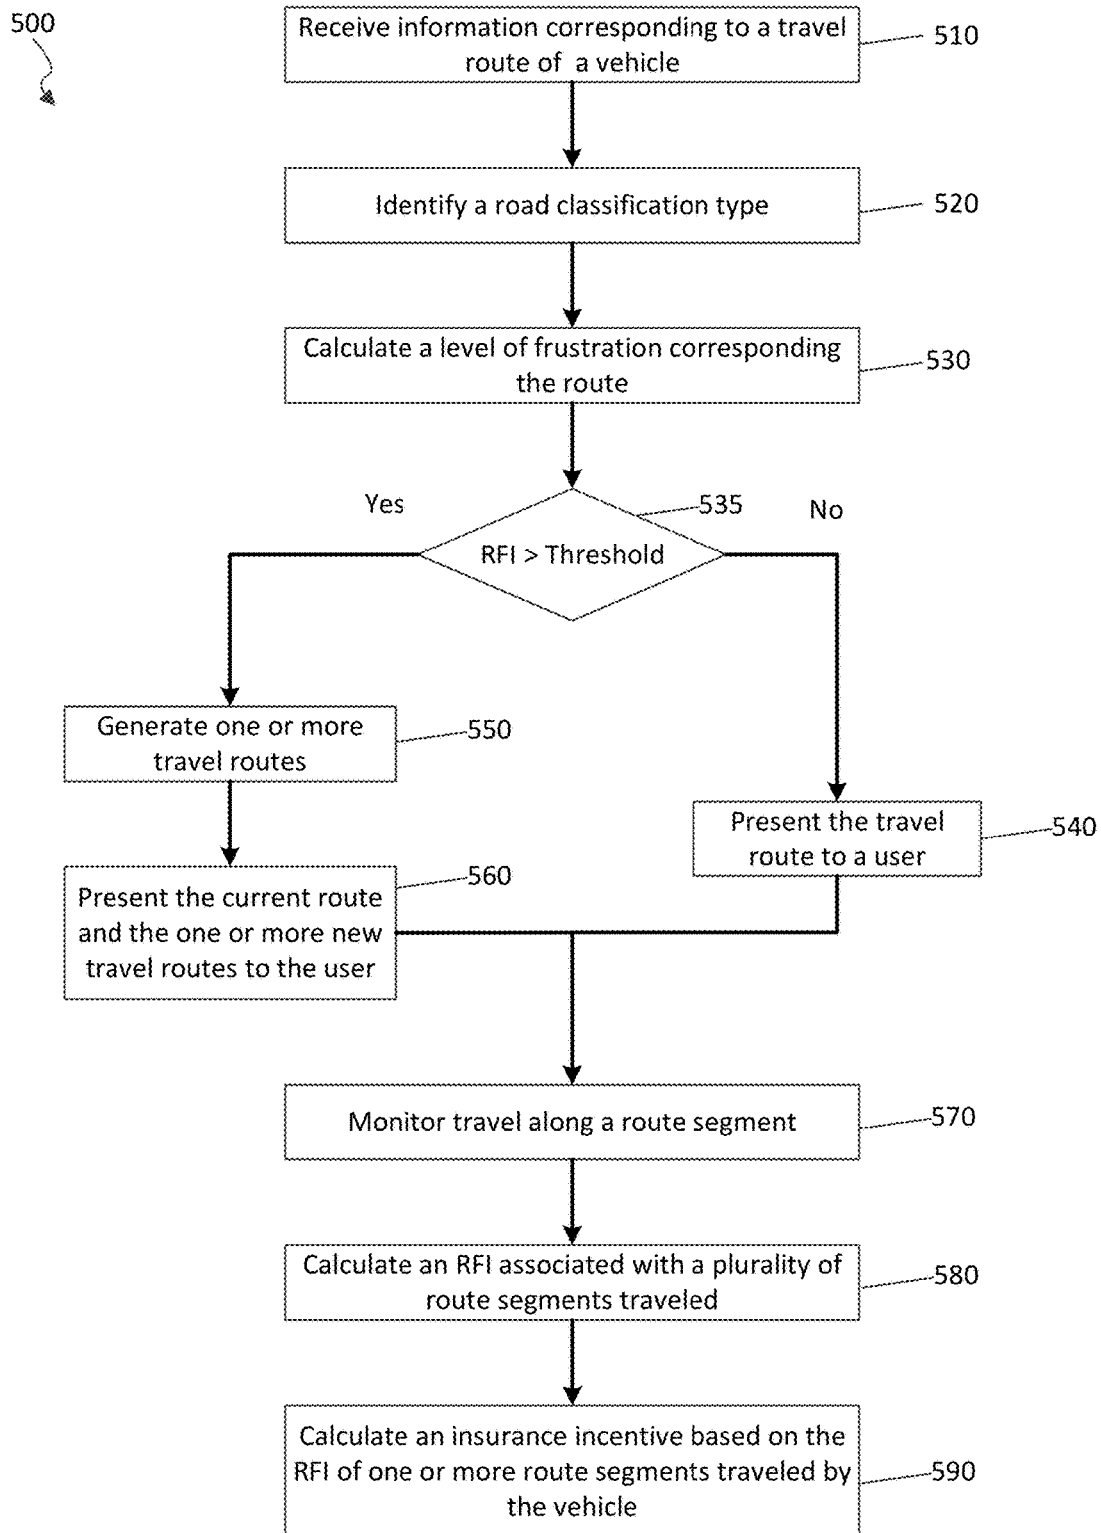 500
Receive information corresponding to a travel
route of a vehicle
510
Identify a road classification type
520
Calculate a level of frustration corresponding
the route
530
Yes
535
No
RFI > Threshold
Generate one or more
travel routes
550
Present the travel
route to a user
540
Present the current route
and the one or more new
travel routes to the user
560
Monitor travel along a route segment
570
Calculate an RFI associated with a plurality of
route segments traveled
580
Calculate an insurance incentive based on the
RFI of one or more route segments traveled by
the vehicle
590